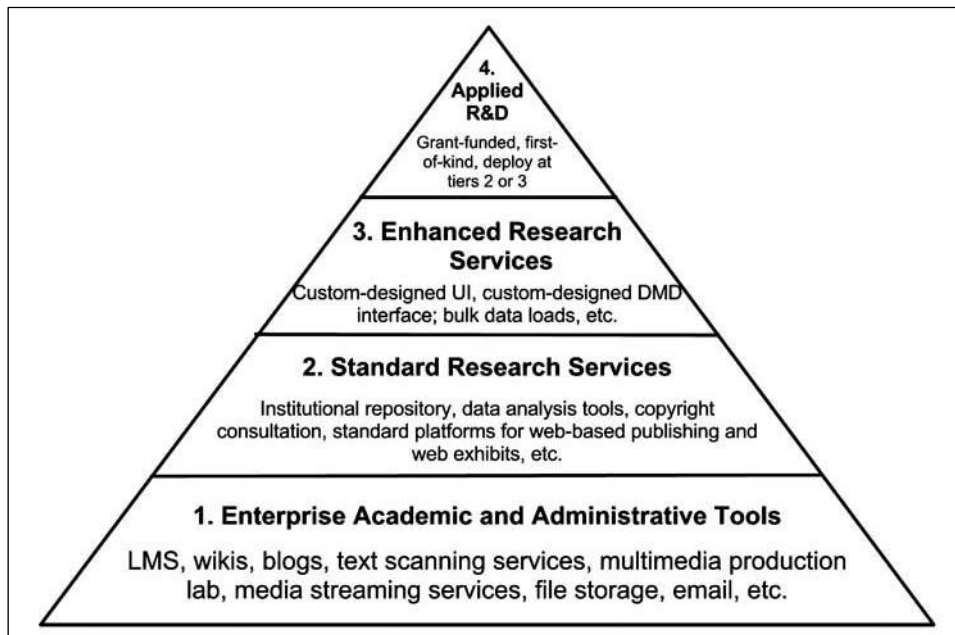 4.
Applied
R&D
Grant-funded, first-
of-kind, deploy at
tiers 2 or 3
3. Enhanced Research
Services
Custom-designed UI, custom-designed DMD
interface; bulk data loads, etc.
2. Standard Research Services
Institutional repository, data analysis tools, copyright
consultation, standard platforms for web-based publishing and
web exhibits, etc.
1. Enterprise Academic and Administrative Tools
LMS, wikis, blogs, text scanning services, multimedia production
lab, media streaming services, file storage, email, etc.